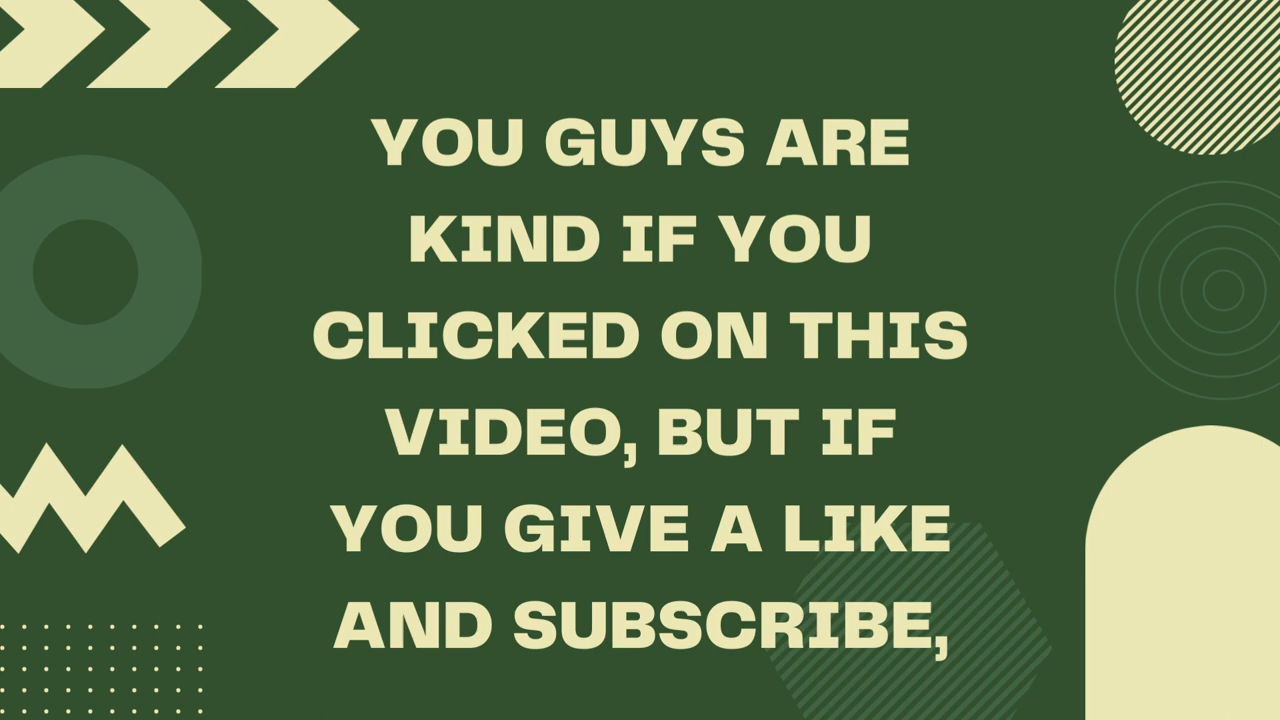 YOU GUYS ARE
KIND IF YOU
CLICKED ON THIS
VIDEO, BUT IF
YOU GIVE A LIKE
AND SUBSCRIBE,